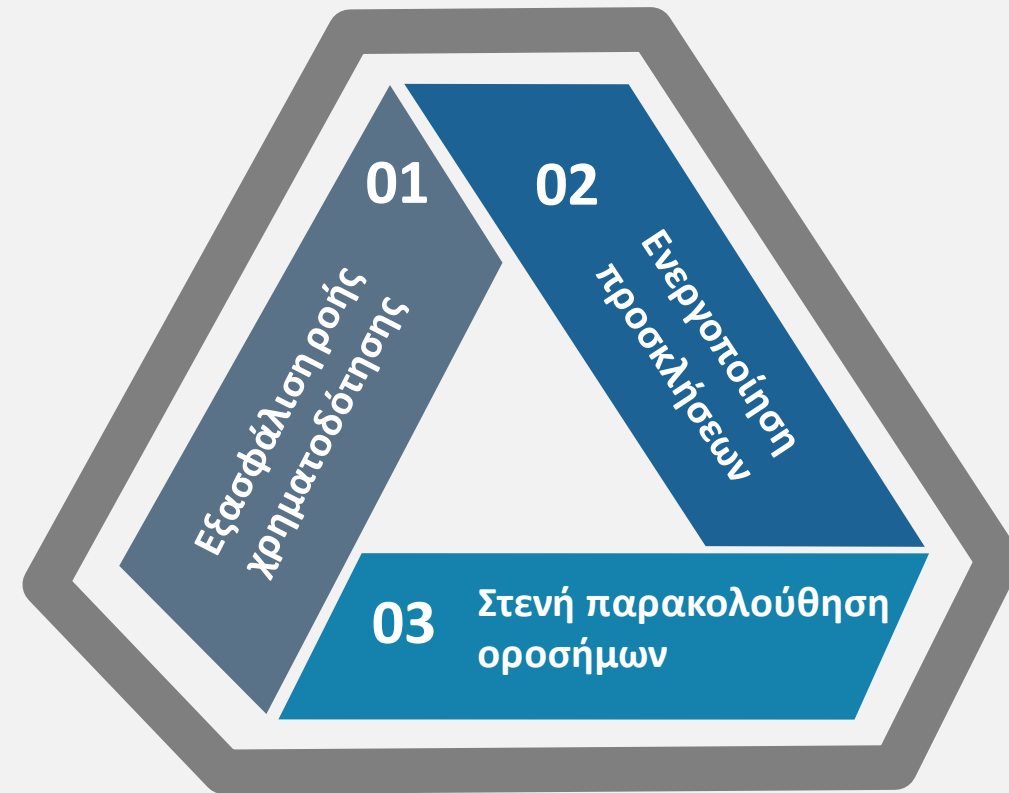 01
Εξασφάλιση ροής
χρηματοδότησης
02
Ενεργοποίηση
προσκλήσεων
03
Στενή παρακολούθηση
οροσήμων